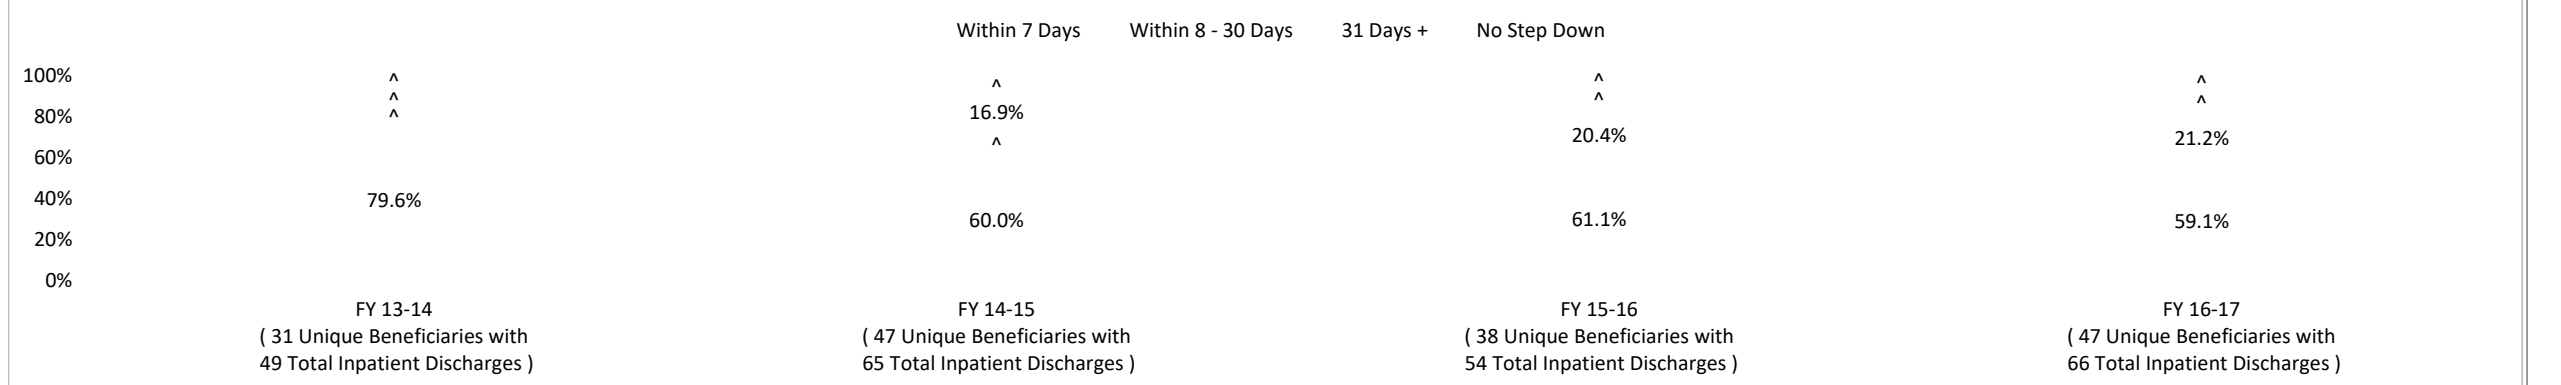 Within 7 Days Within 8 - 30 Days 31 Days + No Step Down
100% ^ ^ ^ ^
^ ^ ^
80% ^ 16.9%
^ 20.4% 21.2%
60%
40% 79.6%
60.0% 61.1% 59.1%
20%
0%
FY 13-14 FY 14-15 FY 15-16 FY 16-17
( 31 Unique Beneficiaries with ( 47 Unique Beneficiaries with ( 38 Unique Beneficiaries with ( 47 Unique Beneficiaries with
49 Total Inpatient Discharges ) 65 Total Inpatient Discharges ) 54 Total Inpatient Discharges ) 66 Total Inpatient Discharges )